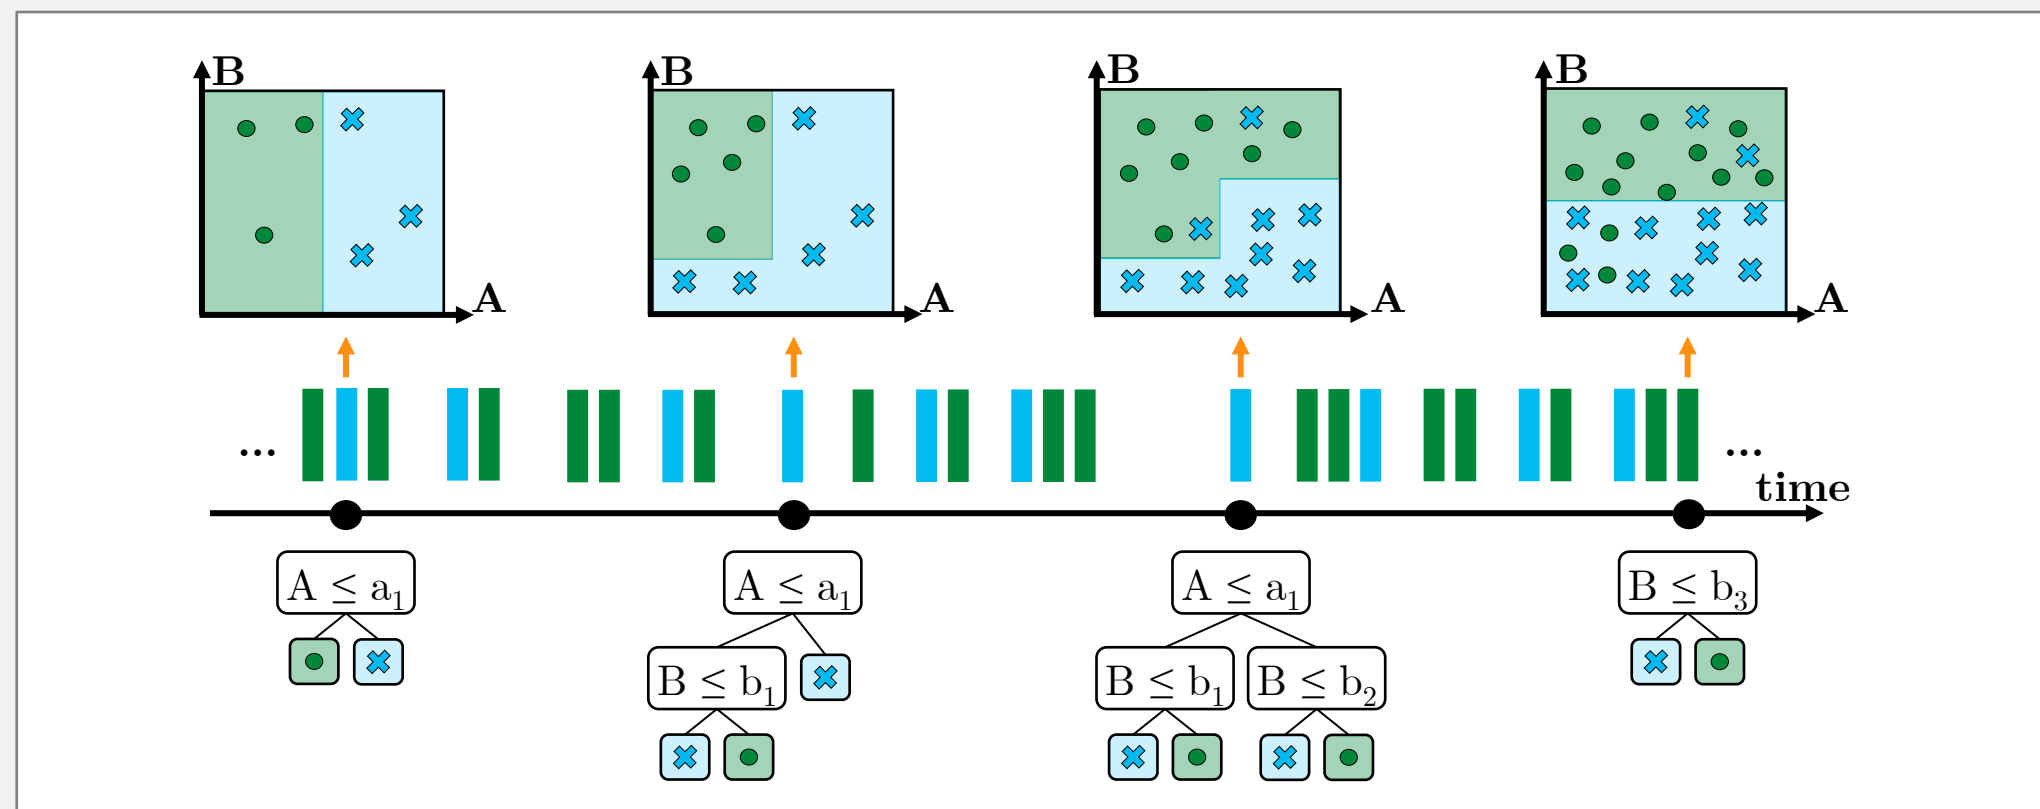 B
B
B
B
A
A
A
A
...
...
time
A ≤ a₁
A ≤ a₁
A ≤ a₁
B ≤ b₃
B ≤ b₁
B ≤ b₁
B ≤ b₂